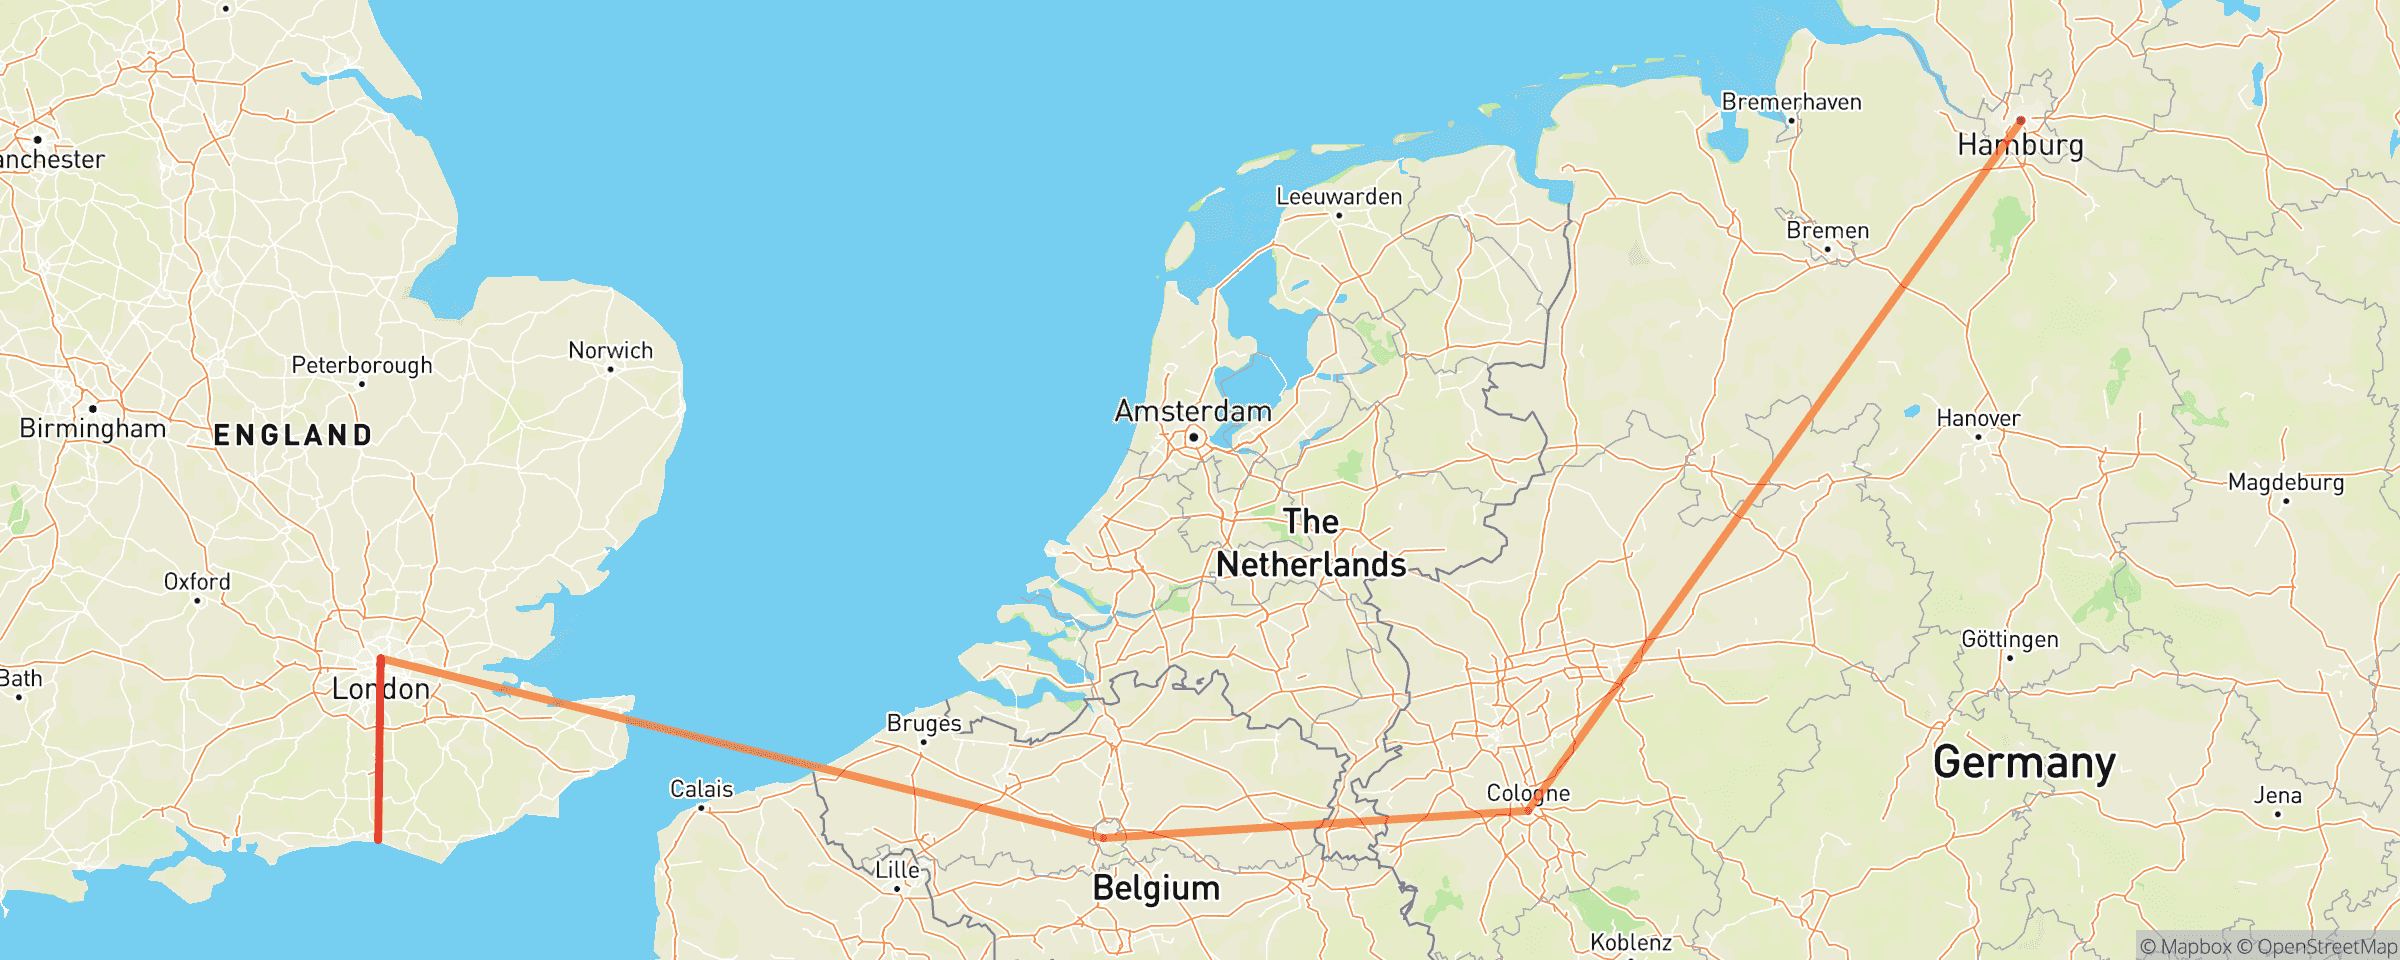 Bremerhaven
Hamburg
anchester
Leeuwarden
Bremen
Norwich
Peterborough
Amsterdam
Birmingham
ENGLAND
Hanover
Magdeburg
The
Netherlands
Oxford
Göttingen
Bath
London
Bruges
Germany
Calais
Cologne
Jena
Lille
Belgium
Koblenz
© Mapbox © OpenStreetMap